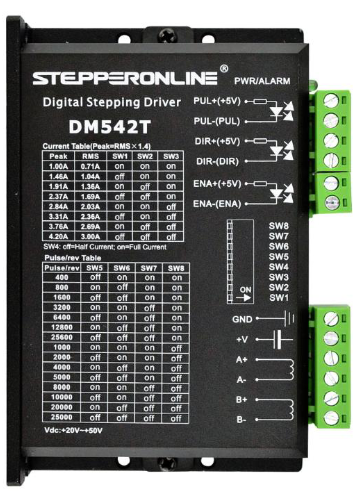 STEPPERONLINE®
Digital Stepping Driver
DM542T
Current Table(Peak=RMS×1.4)
Peak RMS SW1 SW2 SW3
1.00A 0.71A on on on
1.46A 1.04A off on on
1.91A 1.36A on off on
2.37A 1.69A off off on
2.84A 2.03A on on off
3.31A 2.36A off on off
3.76A 2.69A on off off
4.20A 3.00A off off off
SW4: off=Half Current; on=Full Current
Pulse/rev Table
Pulse/rev SW5 SW6 SW7 SW8
400 off on on on
800 on off on on
1600 off off on on
3200 on on off on
6400 off on off on
12800 on off off on
25600 off off off on
1000 on on on off
2000 off on on off
4000 on off on off
5000 off off on off
8000 on on off off
10000 off on off off
20000 on off off off
25000 off off off off
Vdc:+20V~+50V
PWR/ALARM
PUL+(+5V)
PUL-(PUL)
DIR+(+5V)
DIR-(DIR)
ENA+(+5V)
ENA-(ENA)
SW8
SW7
SW6
SW5
SW4
SW3
SW2
SW1
ON
GND
+V
A+
A-
B+
B-